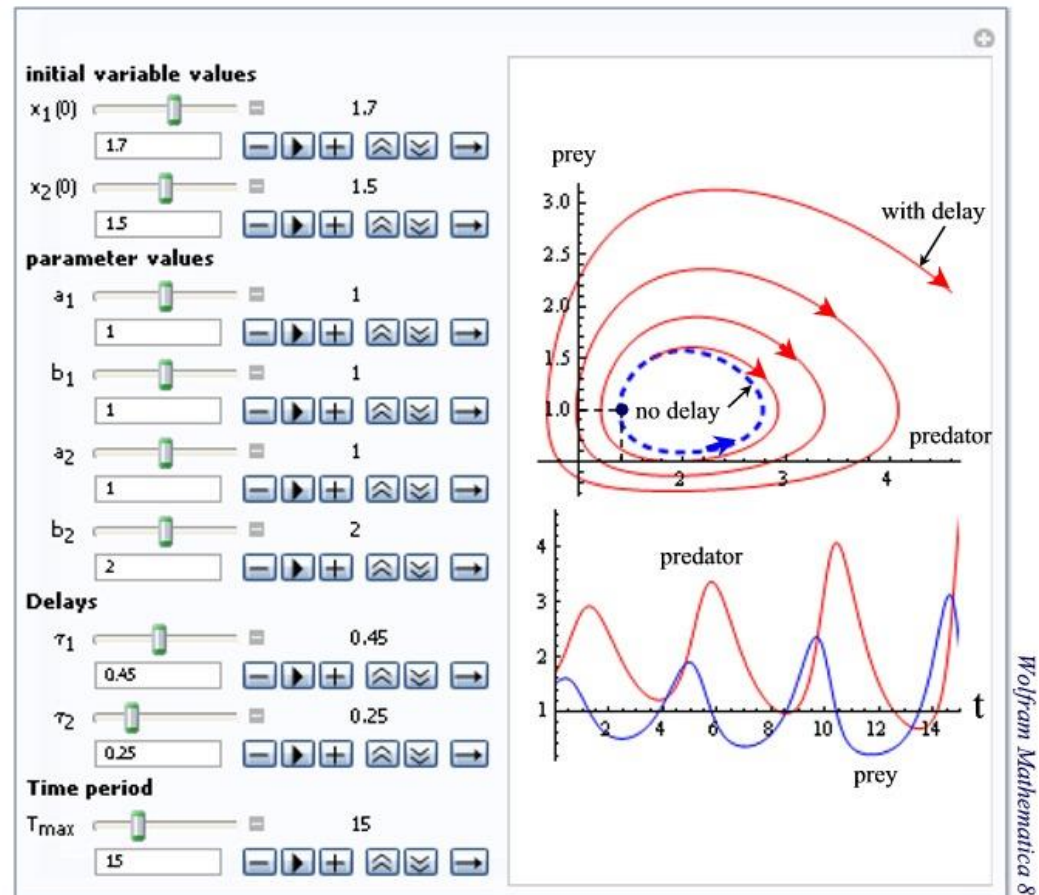 initial variable values
x1(0) 1.7
1.7
x2(0) 1.5
1.5
parameter values
a1 1
1
b1 1
1
a2 1
1
b2 2
2
Delays
τ1 0.45
0.45
τ2 0.25
0.25
Time period
Tmax 15
15
prey
3.0
with delay
2.5
2.0
1.5
1.0
no delay
predator
2 3 4
4
predator
3
2
1
t
2 4 6 8 10 12 14
prey
Wolfram Mathematica 8